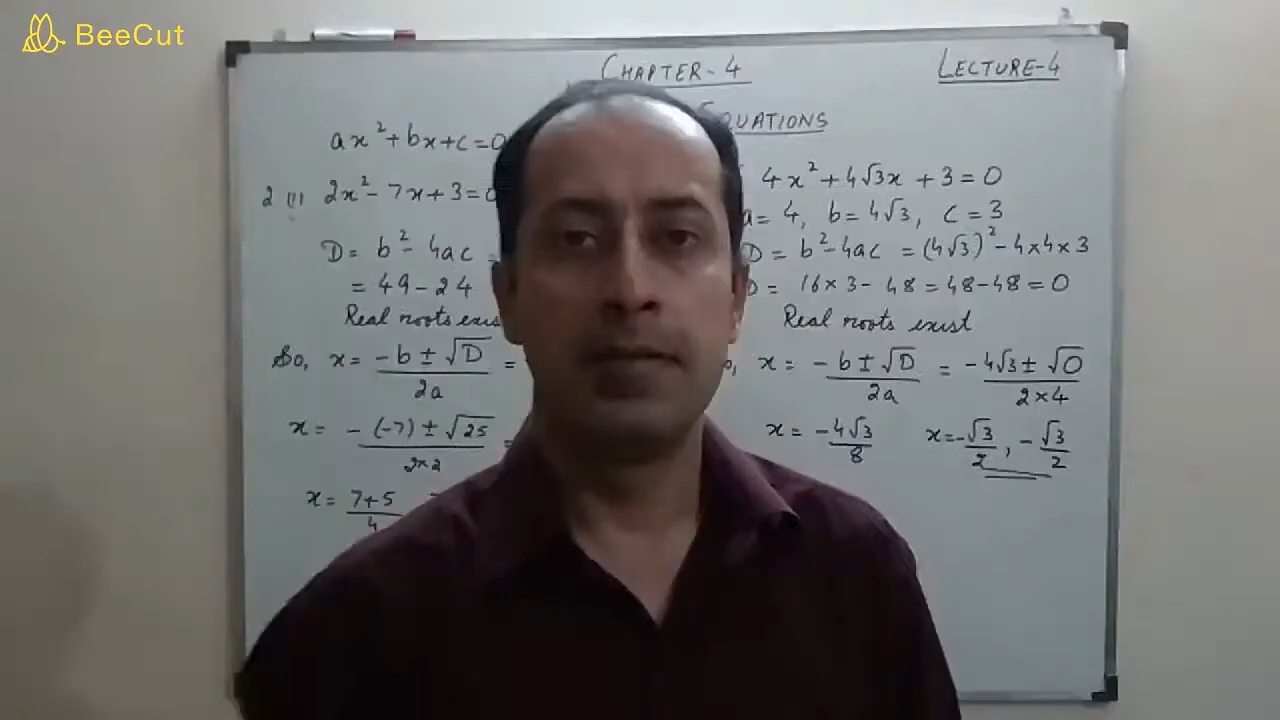 BeeCut
CHAPTER-4
LECTURE-4
EQUATIONS
ax²+bx+c=0
2 (i) 2x²-7x+3=0
D= b²-4ac =
= 49-24
Real roots exis
So, x= -b±√D/2a =
x= -(-7)±√25/2×2 =
x= 7+5/4
4x²+4√3x+3=0
a= 4, b=4√3, c=3
D= b²-4ac = (4√3)²-4×4×3
D= 16×3-48=48-48=0
Real roots exist
x= -b±√D/2a = -4√3±√0/2×4
x= -4√3/8 x=-√3/2, -√3/2